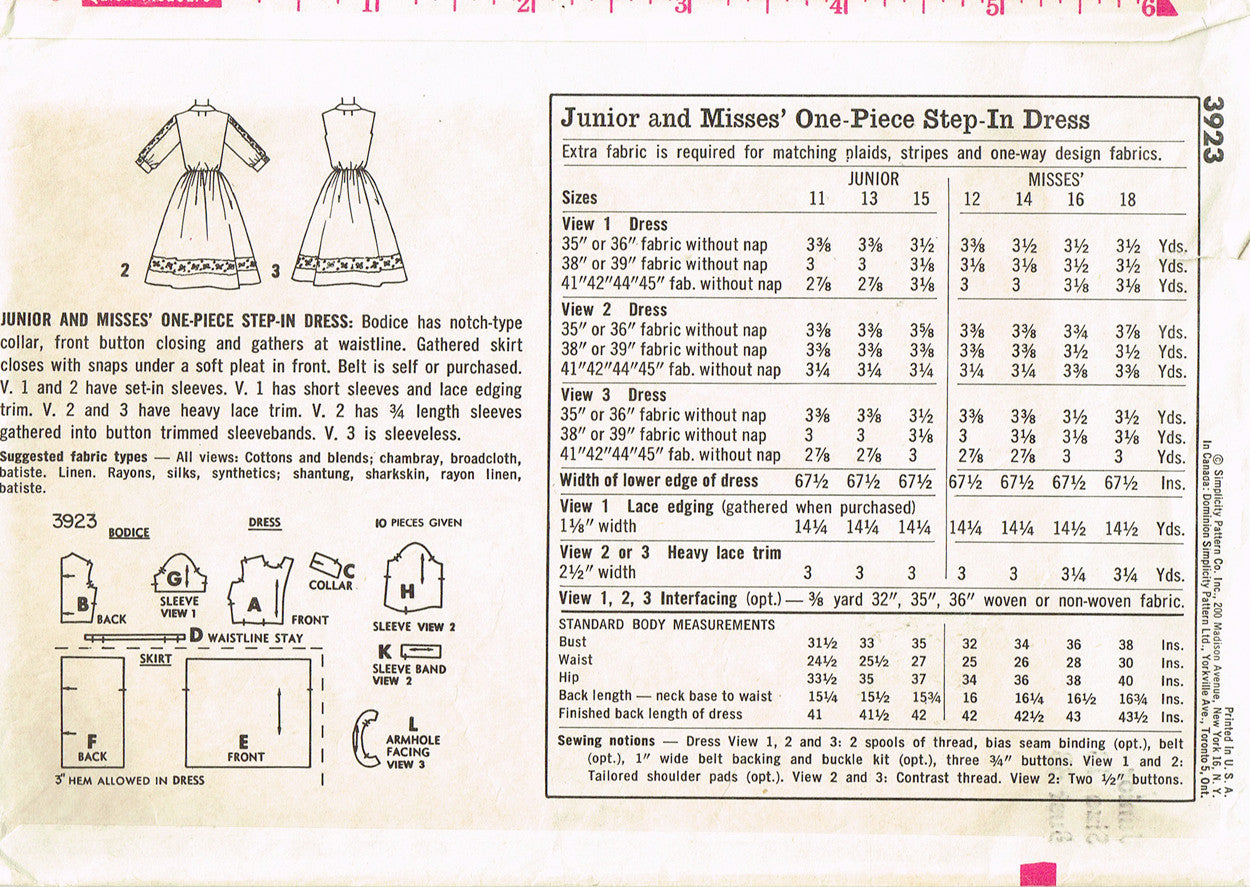 1 2 3 4 5 6
2 3
JUNIOR AND MISSES' ONE-PIECE STEP-IN DRESS: Bodice has notch-type
collar, front button closing and gathers at waistline. Gathered skirt
closes with snaps under a soft pleat in front. Belt is self or purchased.
V. 1 and 2 have set-in sleeves. V. 1 has short sleeves and lace edging
trim. V. 2 and 3 have heavy lace trim. V. 2 has ¾ length sleeves
gathered into button trimmed sleevebands. V. 3 is sleeveless.
Suggested fabric types — All views: Cottons and blends; chambray, broadcloth,
batiste. Linen. Rayons, silks, synthetics; shantung, sharkskin, rayon linen,
batiste.
3923 DRESS 10 PIECES GIVEN
BODICE
B
BACK
G
SLEEVE
VIEW 1
A
FRONT
C
COLLAR
H
SLEEVE VIEW 2
D WAISTLINE STAY
K
SLEEVE BAND
VIEW 2
SKIRT
F
BACK
E
FRONT
L
ARMHOLE
FACING
VIEW 3
3" HEM ALLOWED IN DRESS
Junior and Misses' One-Piece Step-In Dress
Extra fabric is required for matching plaids, stripes and one-way design fabrics.
JUNIOR MISSES'
Sizes 11 13 15 12 14 16 18
View 1 Dress
35" or 36" fabric without nap 3⅜ 3⅜ 3½ 3⅜ 3½ 3½ 3½ Yds.
38" or 39" fabric without nap 3 3 3⅛ 3⅛ 3⅛ 3½ 3½ Yds.
41"42"44"45" fab. without nap 2⅞ 2⅞ 3⅛ 3 3 3⅛ 3⅛ Yds.
View 2 Dress
35" or 36" fabric without nap 3⅜ 3⅜ 3⅝ 3⅜ 3⅜ 3¾ 3⅞ Yds.
38" or 39" fabric without nap 3⅜ 3⅜ 3⅜ 3⅜ 3⅜ 3½ 3½ Yds.
41"42"44"45" fab. without nap 3¼ 3¼ 3¼ 3¼ 3¼ 3⅜ 3⅜ Yds.
View 3 Dress
35" or 36" fabric without nap 3⅜ 3⅜ 3½ 3⅜ 3⅜ 3½ 3½ Yds.
38" or 39" fabric without nap 3 3 3⅛ 3 3⅛ 3⅛ 3⅛ Yds.
41"42"44"45" fab. without nap 2⅞ 2⅞ 3 2⅞ 2⅞ 3 3 Yds.
Width of lower edge of dress 67½ 67½ 67½ 67½ 67½ 67½ 67½ Ins.
View 1 Lace edging (gathered when purchased)
1⅛" width 14¼ 14¼ 14¼ 14¼ 14¼ 14½ 14½ Yds.
View 2 or 3 Heavy lace trim
2½" width 3 3 3 3 3 3¼ 3¼ Yds.
View 1, 2, 3 Interfacing (opt.) — ⅜ yard 32", 35", 36" woven or non-woven fabric.
STANDARD BODY MEASUREMENTS
Bust 31½ 33 35 32 34 36 38 Ins.
Waist 24½ 25½ 27 25 26 28 30 Ins.
Hip 33½ 35 37 34 36 38 40 Ins.
Back length — neck base to waist 15¼ 15½ 15¾ 16 16¼ 16½ 16¾ Ins.
Finished back length of dress 41 41½ 42 42 42½ 43 43½ Ins.
Sewing notions — Dress View 1, 2 and 3: 2 spools of thread, bias seam binding (opt.), belt
(opt.), 1" wide belt backing and buckle kit (opt.), three ¾" buttons. View 1 and 2:
Tailored shoulder pads (opt.). View 2 and 3: Contrast thread. View 2: Two ½" buttons.
3923
Printed in U. S. A.
© Simplicity Pattern Co. Inc., 200 Madison Avenue, New York 16, N. Y.
In Canada: Dominion Simplicity Pattern Ltd., Yorkville Ave., Toronto 5, Ont.